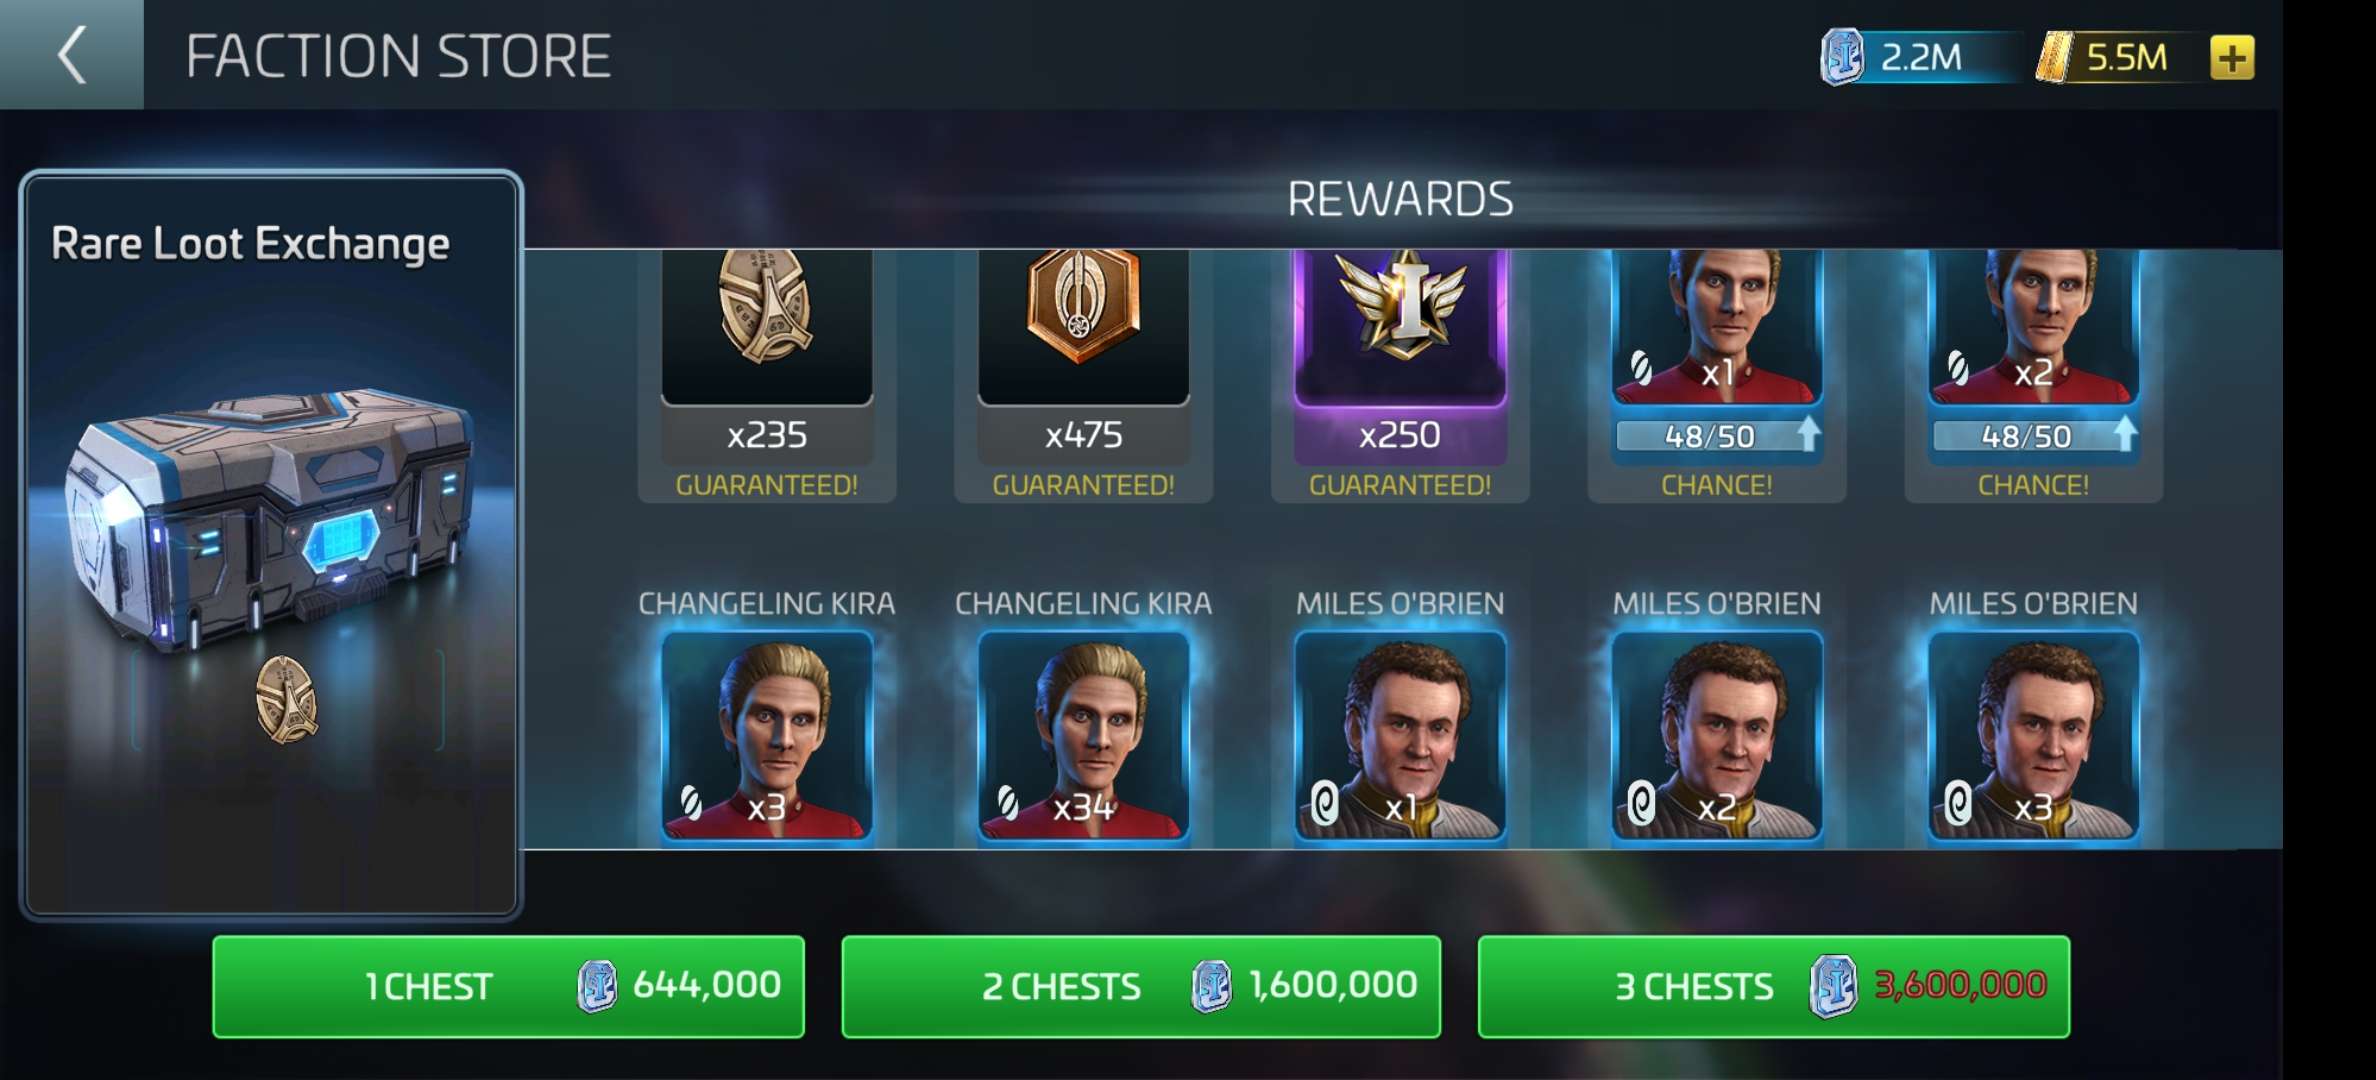 FACTION STORE
2.2M
5.5M
Rare Loot Exchange
REWARDS
x1
x2
x235
x475
x250
48/50
48/50
GUARANTEED!
GUARANTEED!
GUARANTEED!
CHANCE!
CHANCE!
CHANGELING KIRA
CHANGELING KIRA
MILES O'BRIEN
MILES O'BRIEN
MILES O'BRIEN
x3
x34
x1
x2
x3
1 CHEST 644,000
2 CHESTS 1,600,000
3 CHESTS 3,600,000